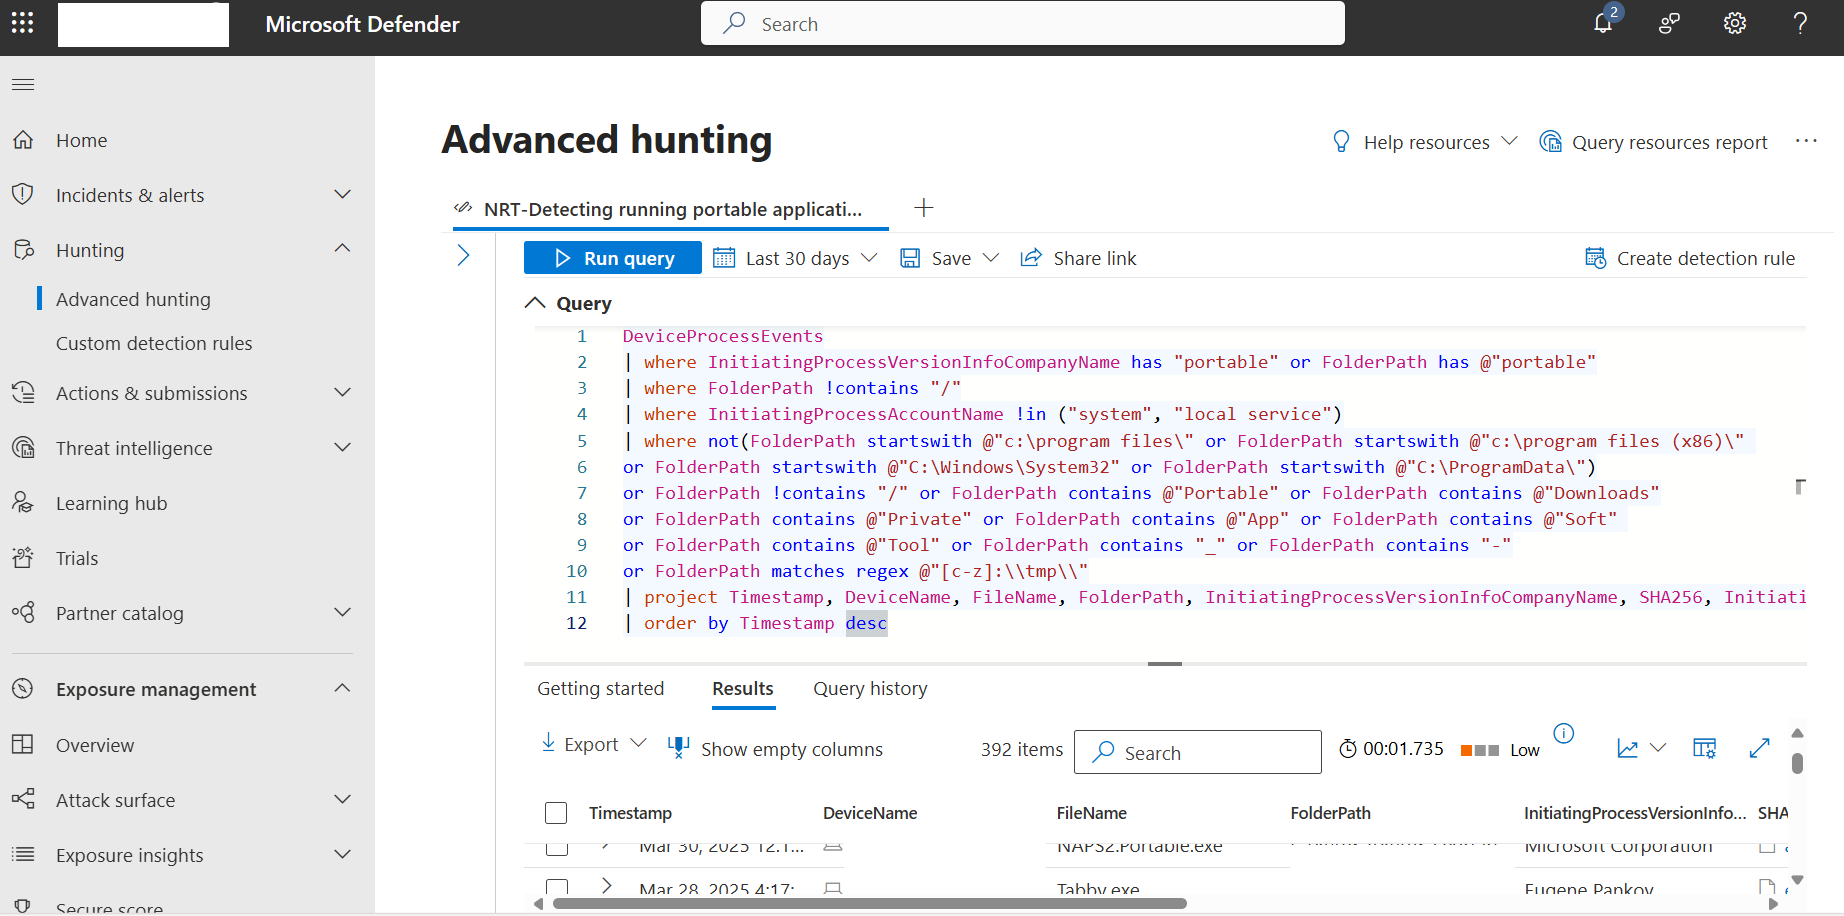 Microsoft Defender
Search
2
Home
Incidents & alerts
Hunting
Advanced hunting
Custom detection rules
Actions & submissions
Threat intelligence
Learning hub
Trials
Partner catalog
Exposure management
Overview
Attack surface
Exposure insights
Secure score
Advanced hunting
Help resources
Query resources report
NRT-Detecting running portable applicati...
Run query
Last 30 days
Save
Share link
Create detection rule
Query
1 DeviceProcessEvents
2 | where InitiatingProcessVersionInfoCompanyName has "portable" or FolderPath has @"portable"
3 | where FolderPath !contains "/"
4 | where InitiatingProcessAccountName !in ("system", "local service")
5 | where not(FolderPath startswith @"c:\program files\" or FolderPath startswith @"c:\program files (x86)\"
6 or FolderPath startswith @"C:\Windows\System32" or FolderPath startswith @"C:\ProgramData\")
7 or FolderPath !contains "/" or FolderPath contains @"Portable" or FolderPath contains @"Downloads"
8 or FolderPath contains @"Private" or FolderPath contains @"App" or FolderPath contains @"Soft"
9 or FolderPath contains @"Tool" or FolderPath contains "_" or FolderPath contains "-"
10 or FolderPath matches regex @"[c-z]:\\tmp\\"
11 | project Timestamp, DeviceName, FileName, FolderPath, InitiatingProcessVersionInfoCompanyName, SHA256, Initiati
12 | order by Timestamp desc
Getting started
Results
Query history
Export
Show empty columns
392 items
Search
00:01.735
Low
Timestamp DeviceName FileName FolderPath InitiatingProcessVersionInfo... SHA
Mar 30, 2025 12:1... NAPS2.Portable.exe Microsoft Corporation
Mar 28, 2025 4:17: Tabby.exe Eugene Pankov